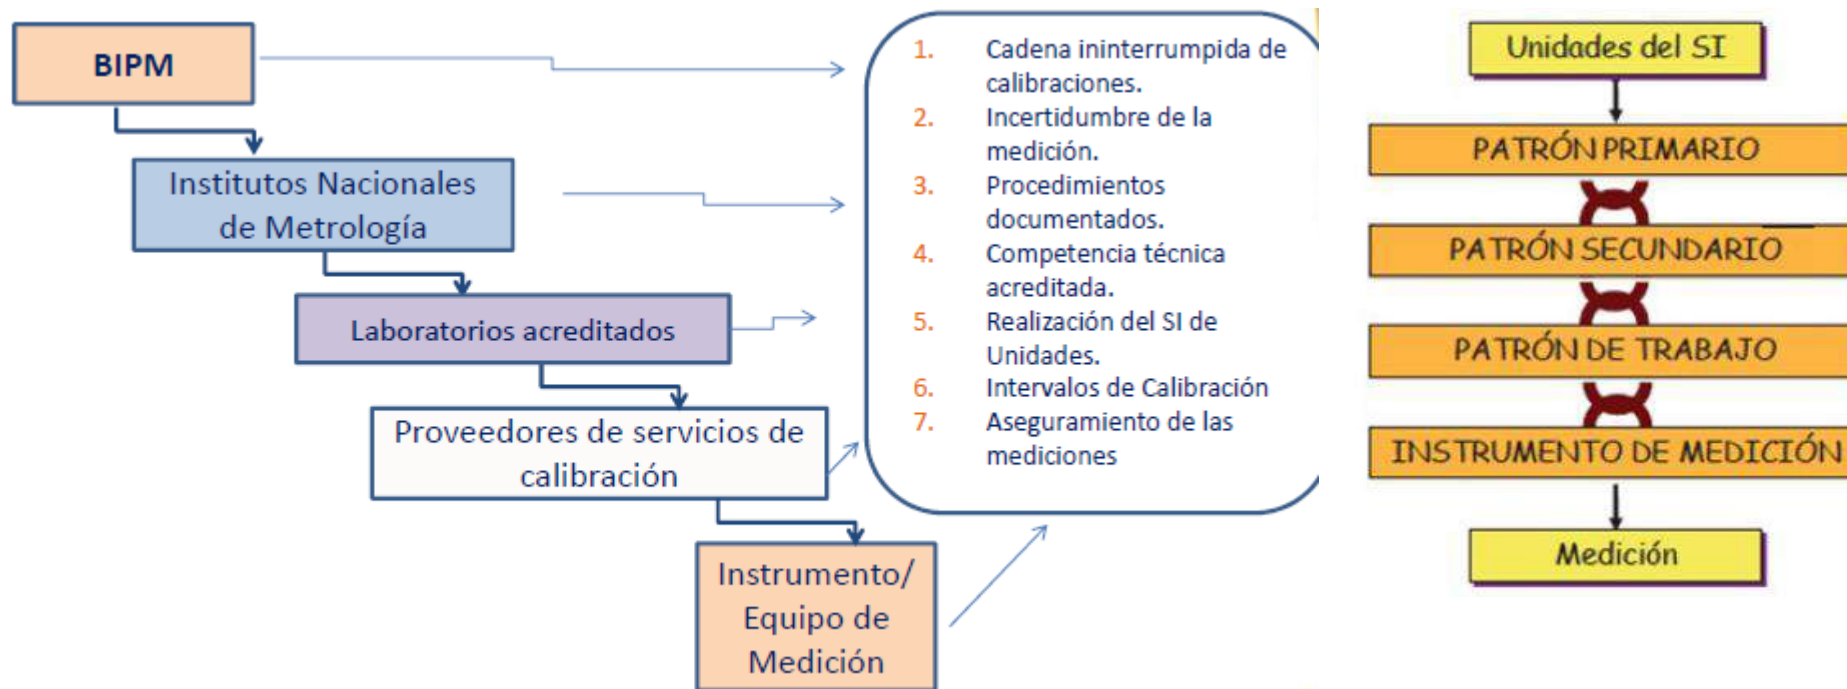 BIPM
Institutos Nacionales
de Metrología
Laboratorios acreditados
Proveedores de servicios de
calibración
Instrumento/
Equipo de
Medición
1. Cadena ininterrumpida de
calibraciones.
2. Incertidumbre de la
medición.
3. Procedimientos
documentados.
4. Competencia técnica
acreditada.
5. Realización del SI de
Unidades.
6. Intervalos de Calibración
7. Aseguramiento de las
mediciones
Unidades del SI
PATRÓN PRIMARIO
PATRÓN SECUNDARIO
PATRÓN DE TRABAJO
INSTRUMENTO DE MEDICIÓN
Medición